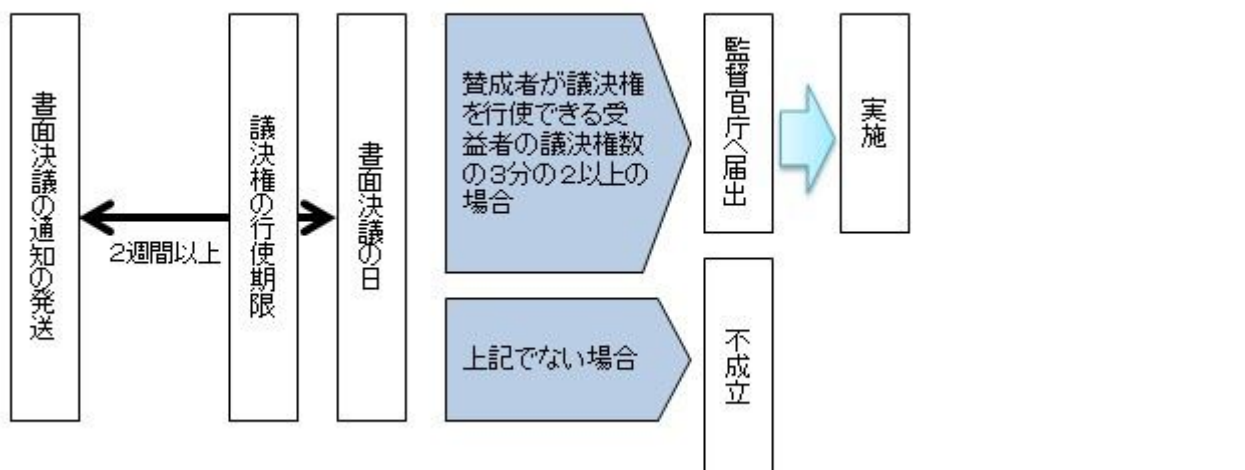 書面決議の通知の発送
2週間以上
議決権の行使期限
書面決議の日
賛成者が議決権
を行使できる受
益者の議決権数
の3分の2以上の
場合
監督官庁へ届出
実施
上記でない場合
不成立